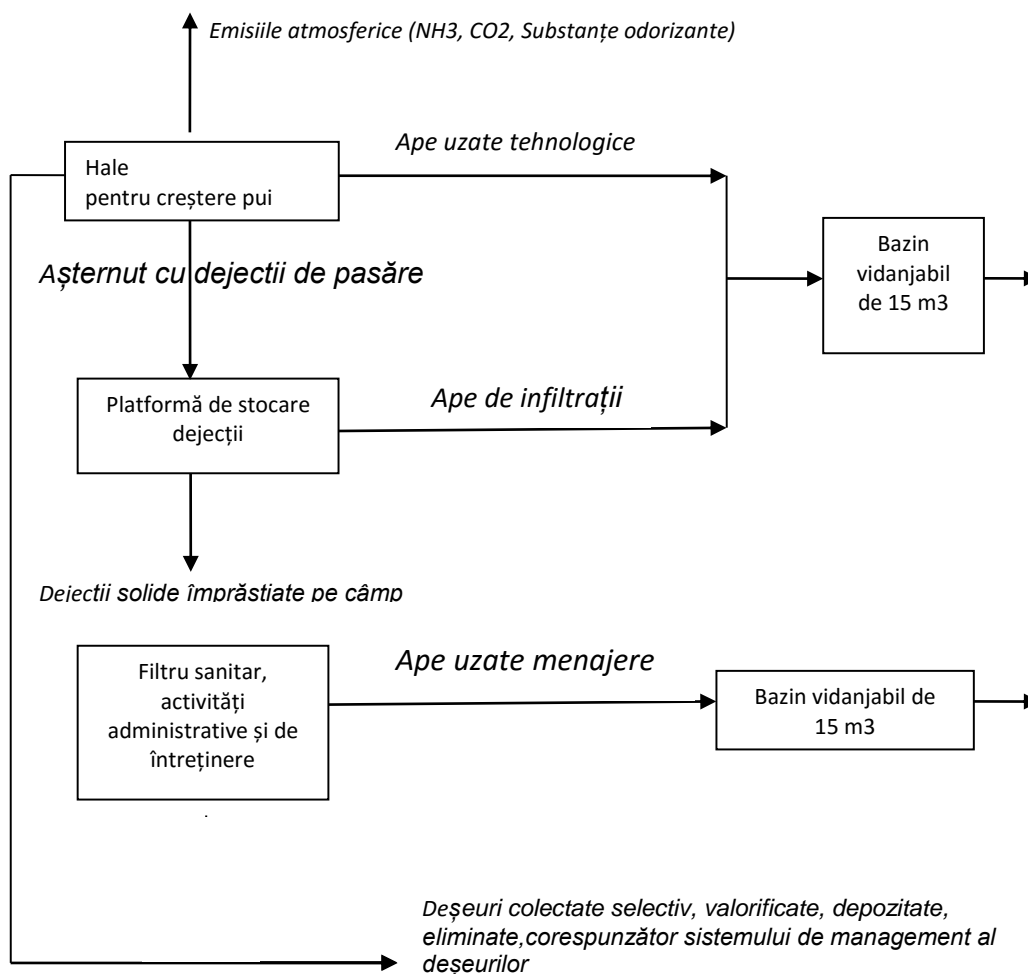 Emisiile atmosferice (NH3, CO2, Substanțe odorizante)
Ape uzate tehnologice
Hale
pentru creștere pui
Bazin
vidanjabil
de 15 m3
Așternut cu dejectii de pasăre
Platformă de stocare
dejecții
Ape de infiltrații
Dejectii solide împrăștiate pe câmp
Ape uzate menajere
Filtru sanitar,
activități
administrative și de
întreținere
.
Bazin vidanjabil de
15 m3
Deșeuri colectate selectiv, valorificate, depozitate,
eliminate,corespunzător sistemului de management al
deșeurilor